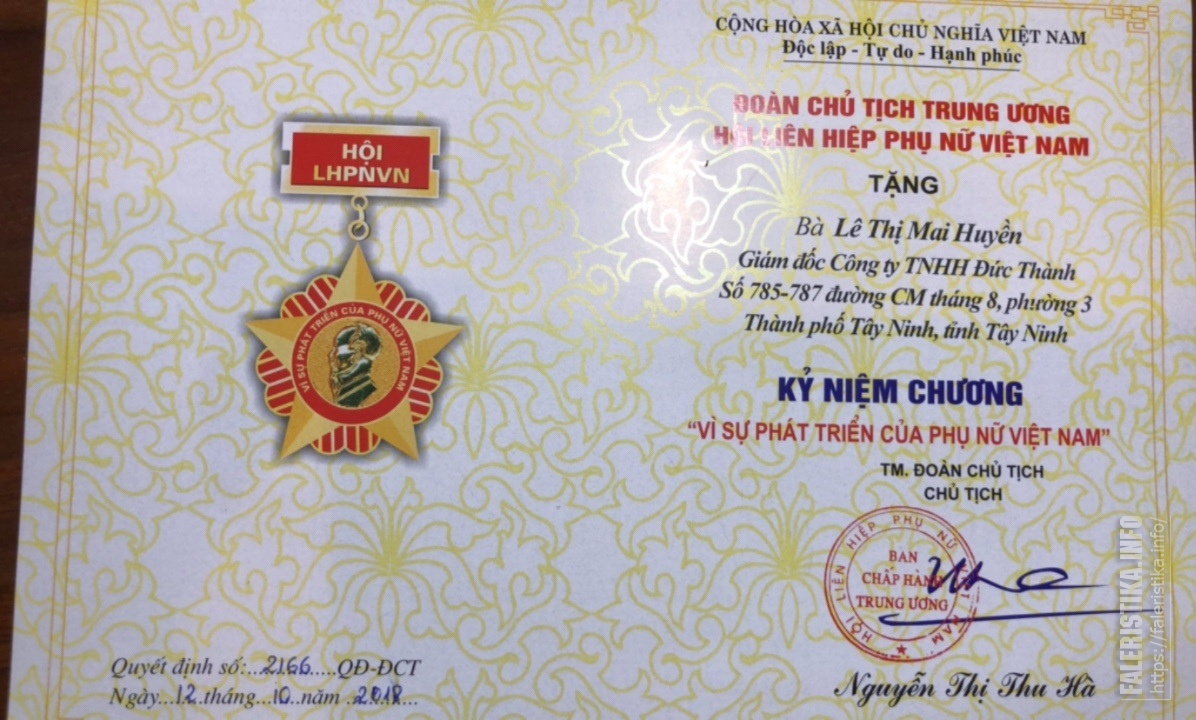 HỘI
LHPNVN
VÌ SỰ PHÁT TRIỂN CỦA PHỤ NỮ VIỆT NAM
CỘNG HÒA XÃ HỘI CHỦ NGHĨA VIỆT NAM
Độc lập - Tự do - Hạnh phúc
ĐOÀN CHỦ TỊCH TRUNG ƯƠNG
HỘI LIÊN HIỆP PHỤ NỮ VIỆT NAM
TẶNG
Bà Lê Thị Mai Huyền
Giám đốc Công ty TNHH Đức Thành
Số 785-787 đường CM tháng 8, phường 3
Thành phố Tây Ninh, tỉnh Tây Ninh
KỶ NIỆM CHƯƠNG
“VÌ SỰ PHÁT TRIỂN CỦA PHỤ NỮ VIỆT NAM”
TM. ĐOÀN CHỦ TỊCH
CHỦ TỊCH
HỘI LIÊN HIỆP PHỤ NỮ VIỆT NAM
BAN
CHẤP HÀNH
TRUNG ƯƠNG
Nguyễn Thị Thu Hà
Quyết định số:...2166.....QĐ-ĐCT
Ngày...12.tháng...10.năm ..2018...
FALERISTIKA.INFO
https://faleristika.info/